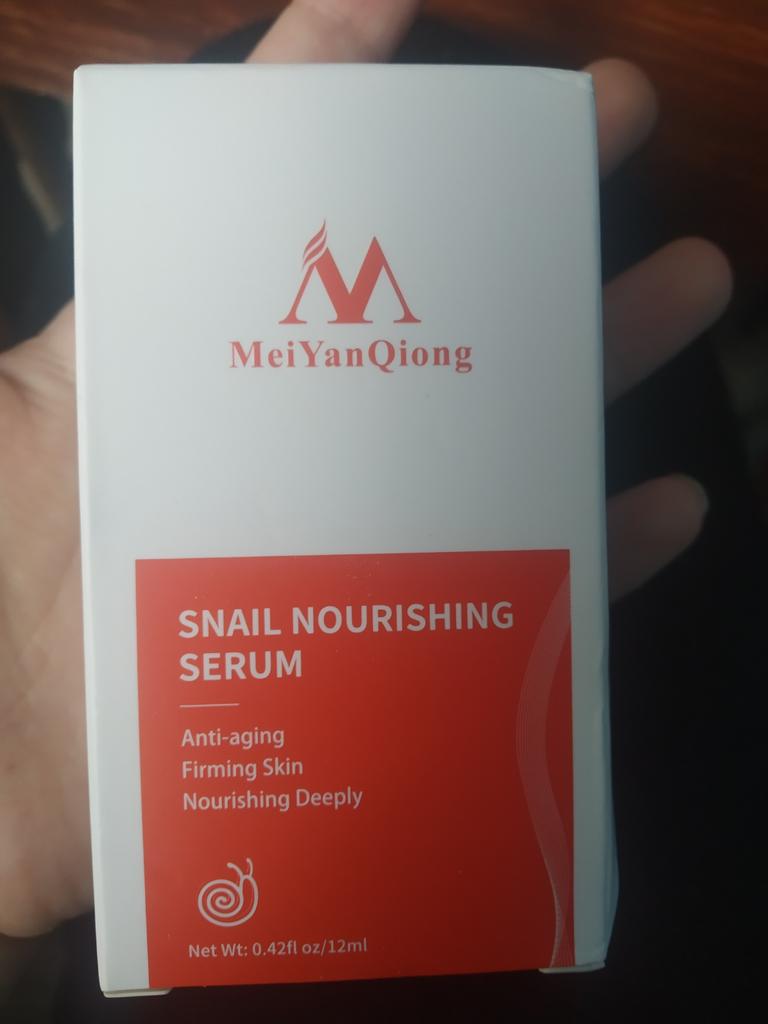 MeiYanQiong
SNAIL NOURISHING
SERUM
Anti-aging
Firming Skin
Nourishing Deeply
Net Wt: 0.42fl oz/12ml